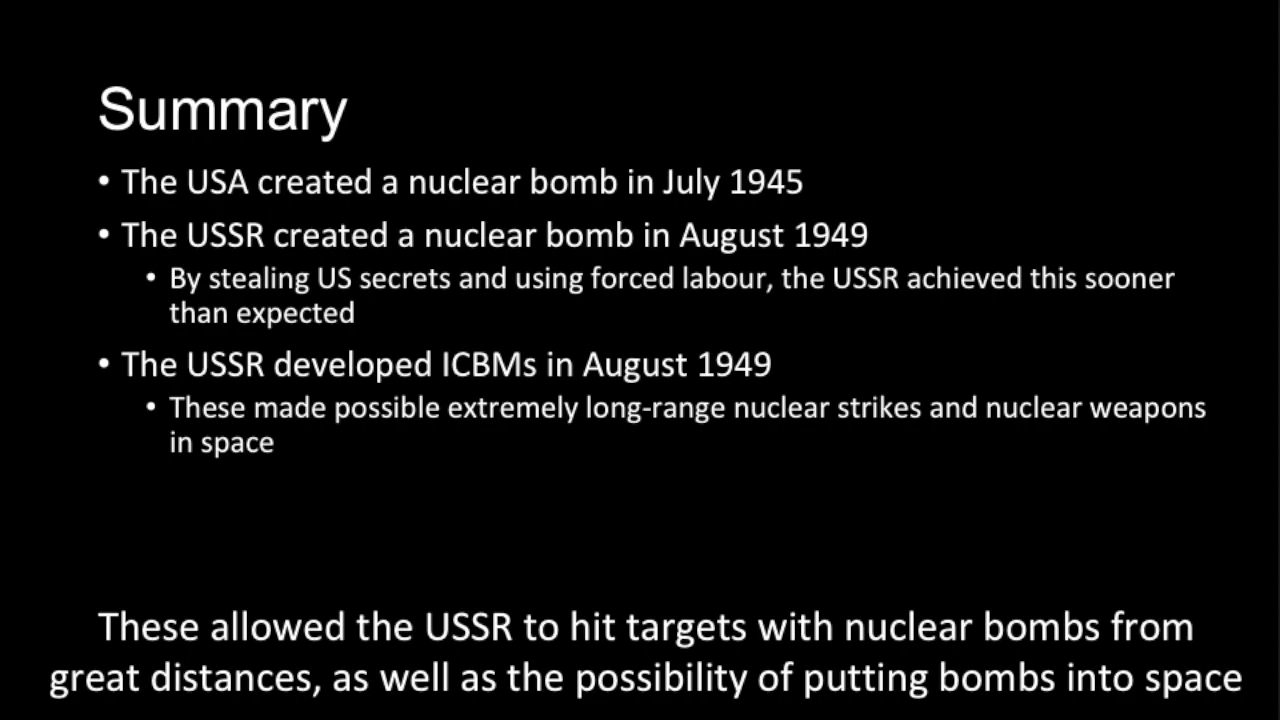 Summary
• The USA created a nuclear bomb in July 1945
• The USSR created a nuclear bomb in August 1949
• By stealing US secrets and using forced labour, the USSR achieved this sooner
than expected
• The USSR developed ICBMs in August 1949
• These made possible extremely long-range nuclear strikes and nuclear weapons
in space
These allowed the USSR to hit targets with nuclear bombs from
great distances, as well as the possibility of putting bombs into space